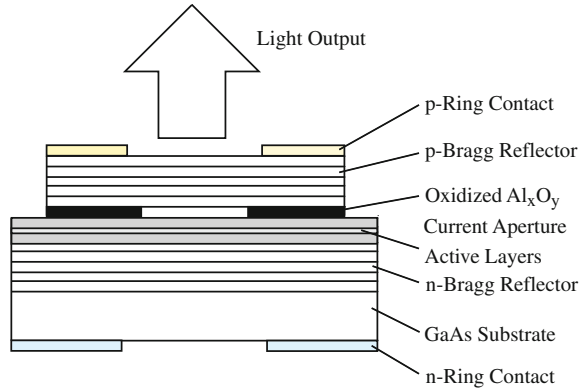 Light Output
p-Ring Contact
p-Bragg Reflector
Oxidized AlxOy
Current Aperture
Active Layers
n-Bragg Reflector
GaAs Substrate
n-Ring Contact